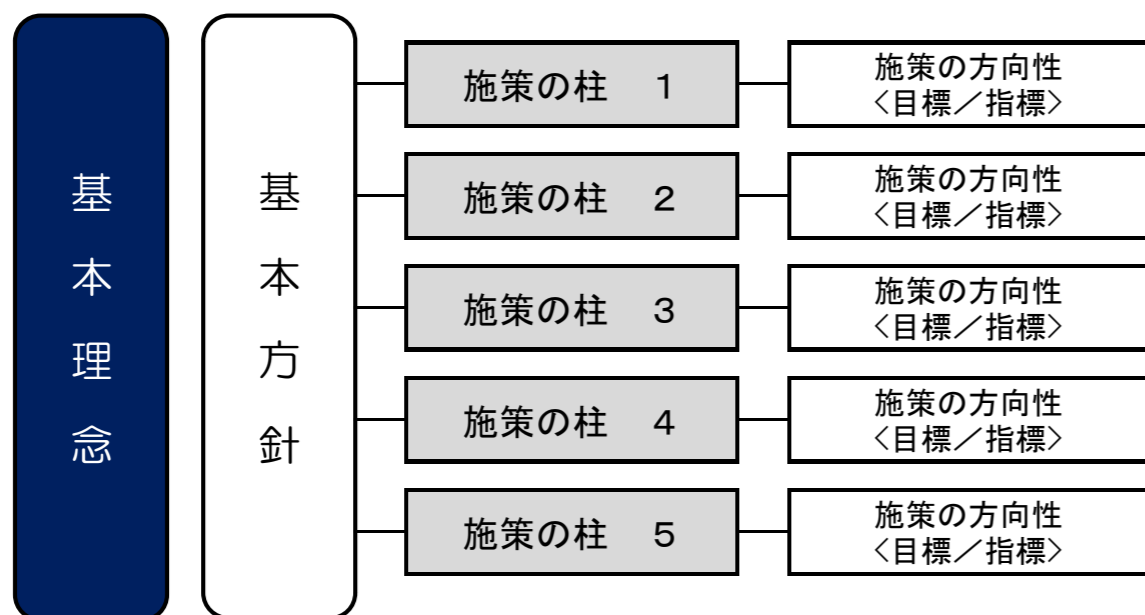 基本理念
基本方針
施策の柱　１
施策の方向性
〈目標／指標〉
施策の柱　２
施策の方向性
〈目標／指標〉
施策の柱　３
施策の方向性
〈目標／指標〉
施策の柱　４
施策の方向性
〈目標／指標〉
施策の柱　５
施策の方向性
〈目標／指標〉